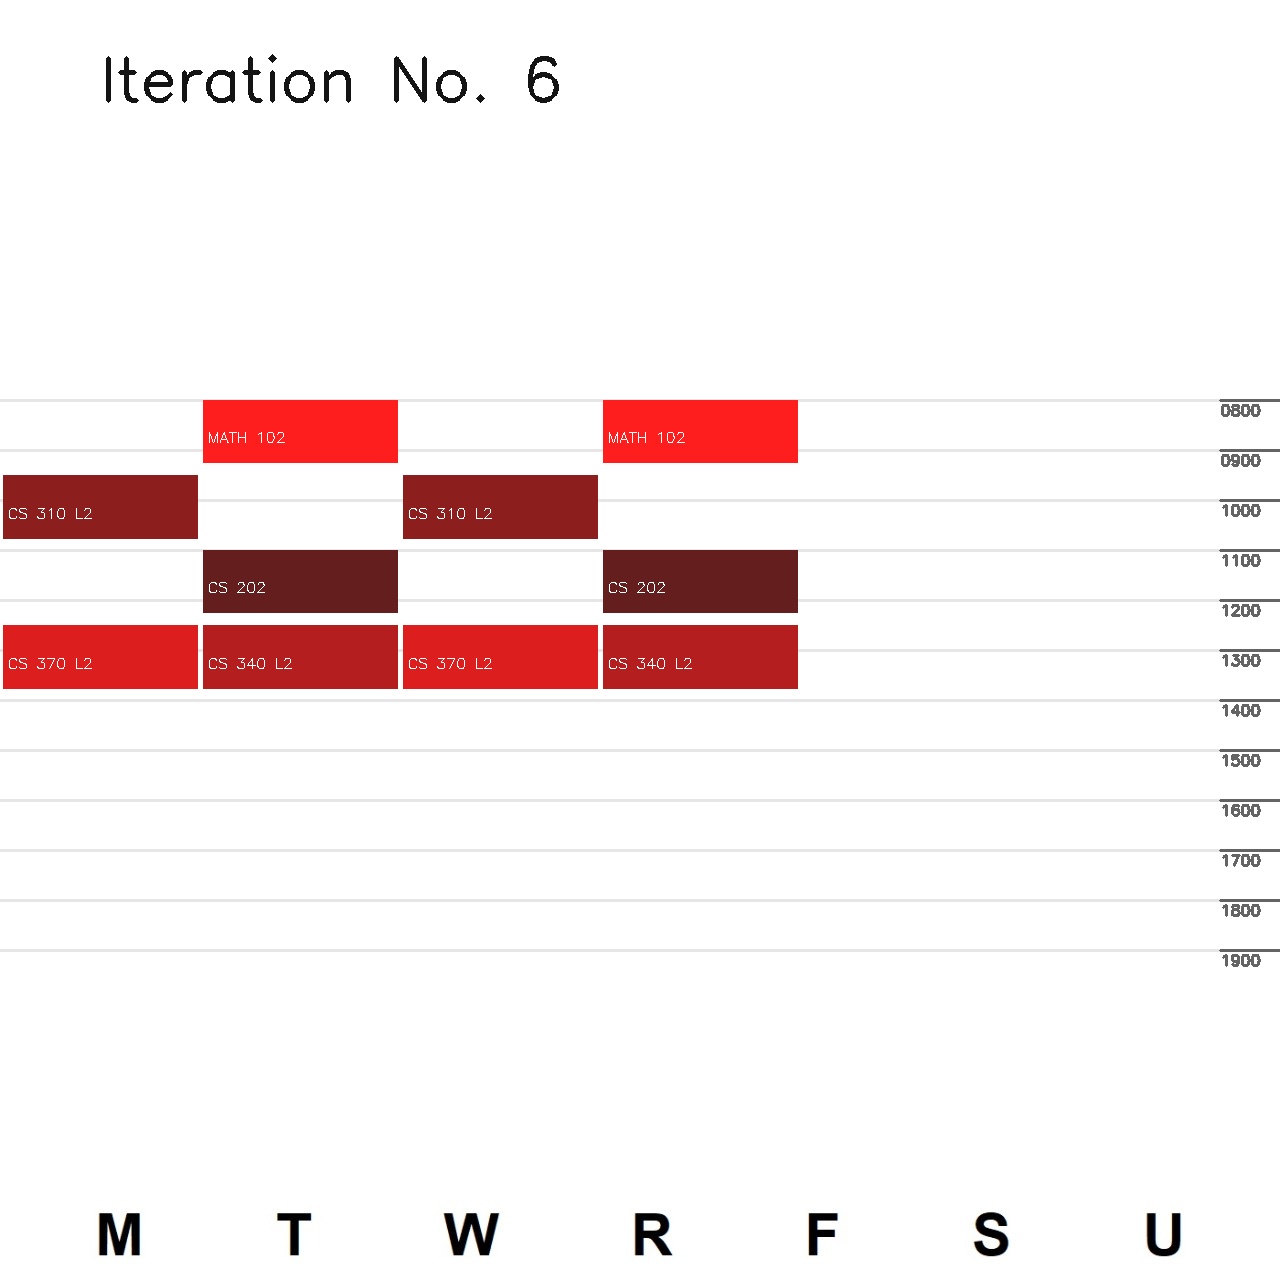 Iteration No. 6
0800
MATH 102 MATH 102
0900
CS 310 L2 CS 310 L2
1000
1100
CS 202 CS 202
1200
CS 370 L2 CS 340 L2 CS 370 L2 CS 340 L2
1300
1400
1500
1600
1700
1800
1900
M T W R F S U